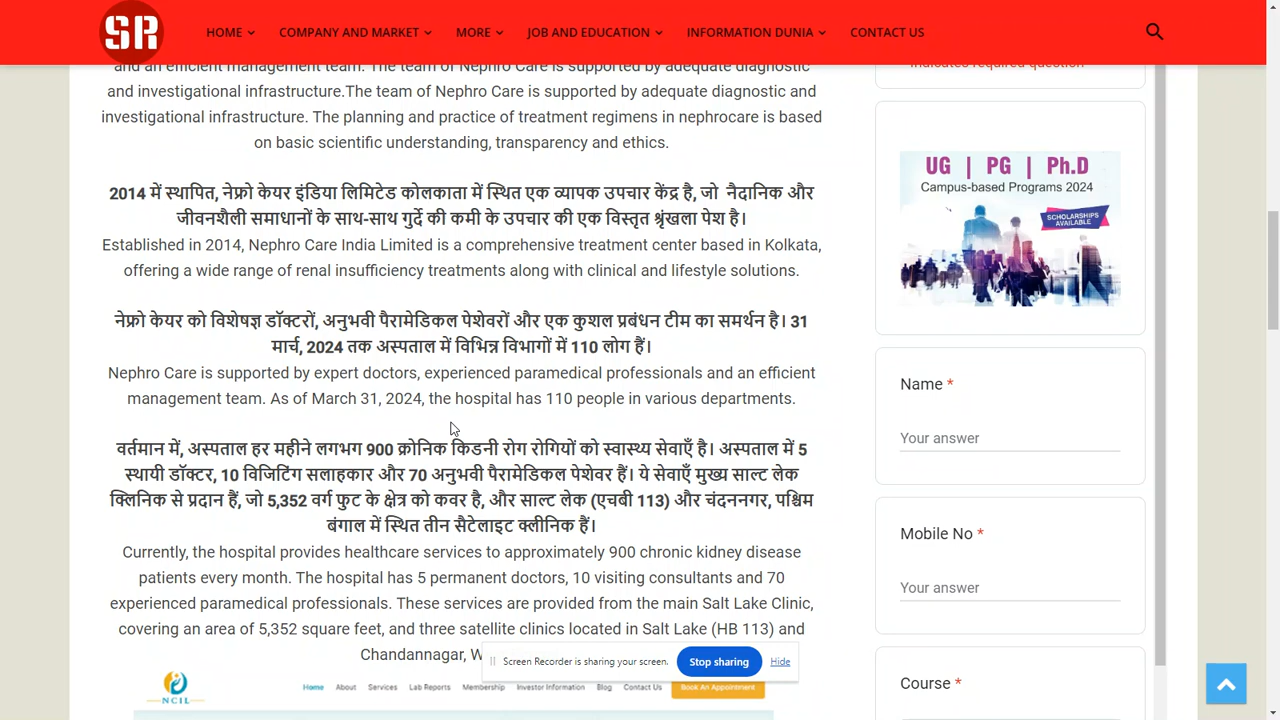 SR
HOME
COMPANY AND MARKET
MORE
JOB AND EDUCATION
INFORMATION DUNIA
CONTACT US
and an efficient management team. The team of Nephro Care is supported by adequate diagnostic
and investigational infrastructure.The team of Nephro Care is supported by adequate diagnostic and
investigational infrastructure. The planning and practice of treatment regimens in nephrocare is based
on basic scientific understanding, transparency and ethics.
2014 में स्थापित, नेफ्रो केयर इंडिया लिमिटेड कोलकाता में स्थित एक व्यापक उपचार केंद्र है, जो नैदानिक और
जीवनशैली समाधानों के साथ-साथ गुर्दे की कमी के उपचार की एक विस्तृत श्रृंखला पेश है।
Established in 2014, Nephro Care India Limited is a comprehensive treatment center based in Kolkata,
offering a wide range of renal insufficiency treatments along with clinical and lifestyle solutions.
नेफ्रो केयर को विशेषज्ञ डॉक्टरों, अनुभवी पैरामेडिकल पेशेवरों और एक कुशल प्रबंधन टीम का समर्थन है। 31
मार्च, 2024 तक अस्पताल में विभिन्न विभागों में 110 लोग हैं।
Nephro Care is supported by expert doctors, experienced paramedical professionals and an efficient
management team. As of March 31, 2024, the hospital has 110 people in various departments.
वर्तमान में, अस्पताल हर महीने लगभग 900 क्रोनिक किडनी रोग रोगियों को स्वास्थ्य सेवाएँ है। अस्पताल में 5
स्थायी डॉक्टर, 10 विजिटिंग सलाहकार और 70 अनुभवी पैरामेडिकल पेशेवर हैं। ये सेवाएँ मुख्य साल्ट लेक
क्लिनिक से प्रदान हैं, जो 5,352 वर्ग फुट के क्षेत्र को कवर है, और साल्ट लेक (एचबी 113) और चंदननगर, पश्चिम
बंगाल में स्थित तीन सैटेलाइट क्लीनिक हैं।
Currently, the hospital provides healthcare services to approximately 900 chronic kidney disease
patients every month. The hospital has 5 permanent doctors, 10 visiting consultants and 70
experienced paramedical professionals. These services are provided from the main Salt Lake Clinic,
covering an area of 5,352 square feet, and three satellite clinics located in Salt Lake (HB 113) and
Chandannagar,
Screen Recorder is sharing your screen.
Stop sharing
Hide
NCIL
Home About Services Lab Reports Membership Investor Information Blog Contact Us Book An Appointment
indicates required question
UG | PG | Ph.D
Campus-based Programs 2024
SCHOLARSHIPS
AVAILABLE
Name *
Your answer
Mobile No *
Your answer
Course *